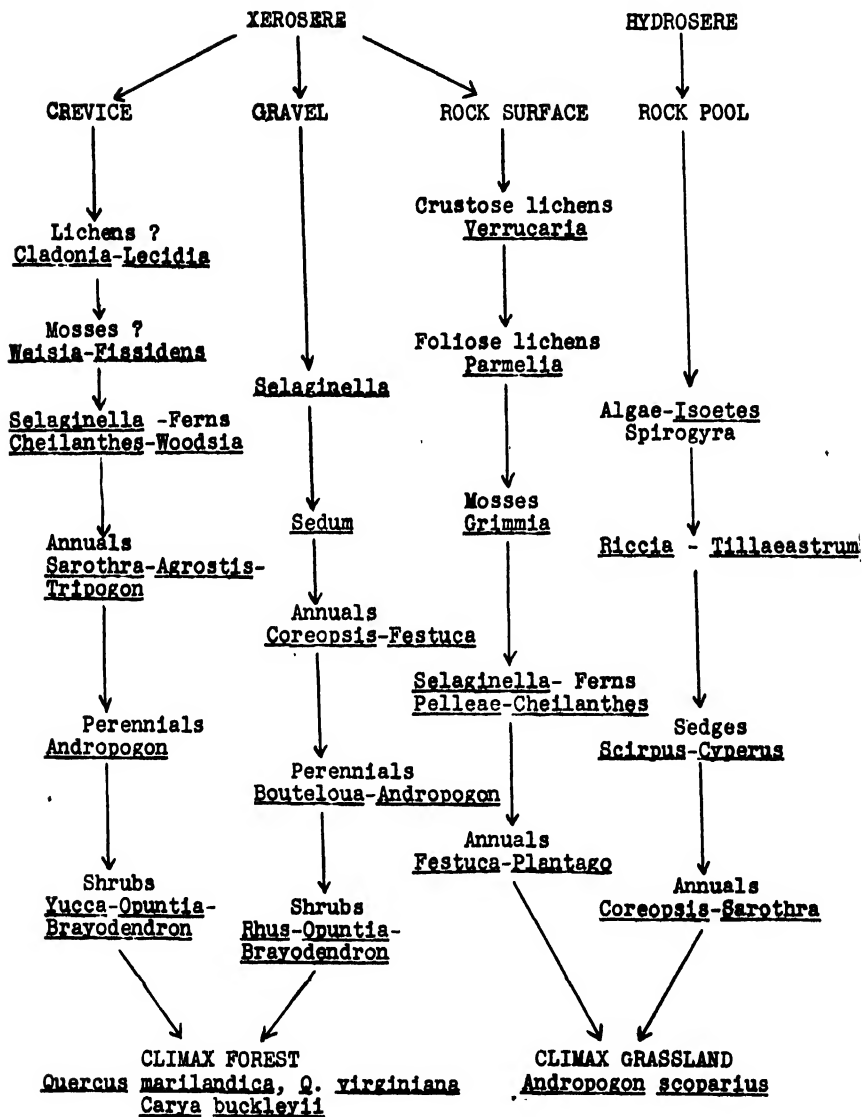 XEROSERE
HYDROSERE
CREVICE
GRAVEL
ROCK SURFACE
ROCK POOL
Lichens ?
Cladonia-Lecidia
Mosses ?
Weisia-Fissidens
Selaginella -Ferns
Cheilanthes-Woodsia
Annuals
Sarothra-Agrostis-
Tripogon
Perennials
Andropogon
Shrubs
Yucca-Opuntia-
Brayodendron
Selaginella
Sedum
Annuals
Coreopsis-Festuca
Perennials
Bouteloua-Andropogon
Shrubs
Rhus-Opuntia-
Brayodendron
Crustose lichens
Verrucaria
Foliose lichens
Parmelia
Mosses
Grimmia
Selaginella- Ferns
Pelleae-Cheilanthes
Annuals
Festuca-Plantago
Algae-Isoetes
Spirogyra
Riccia - Tillaeastrum
Sedges
Scirpus-Cyperus
Annuals
Coreopsis-Sarothra
CLIMAX FOREST
Quercus marilandica, Q. virginiana
Carya buckleyii
CLIMAX GRASSLAND
Andropogon scoparius